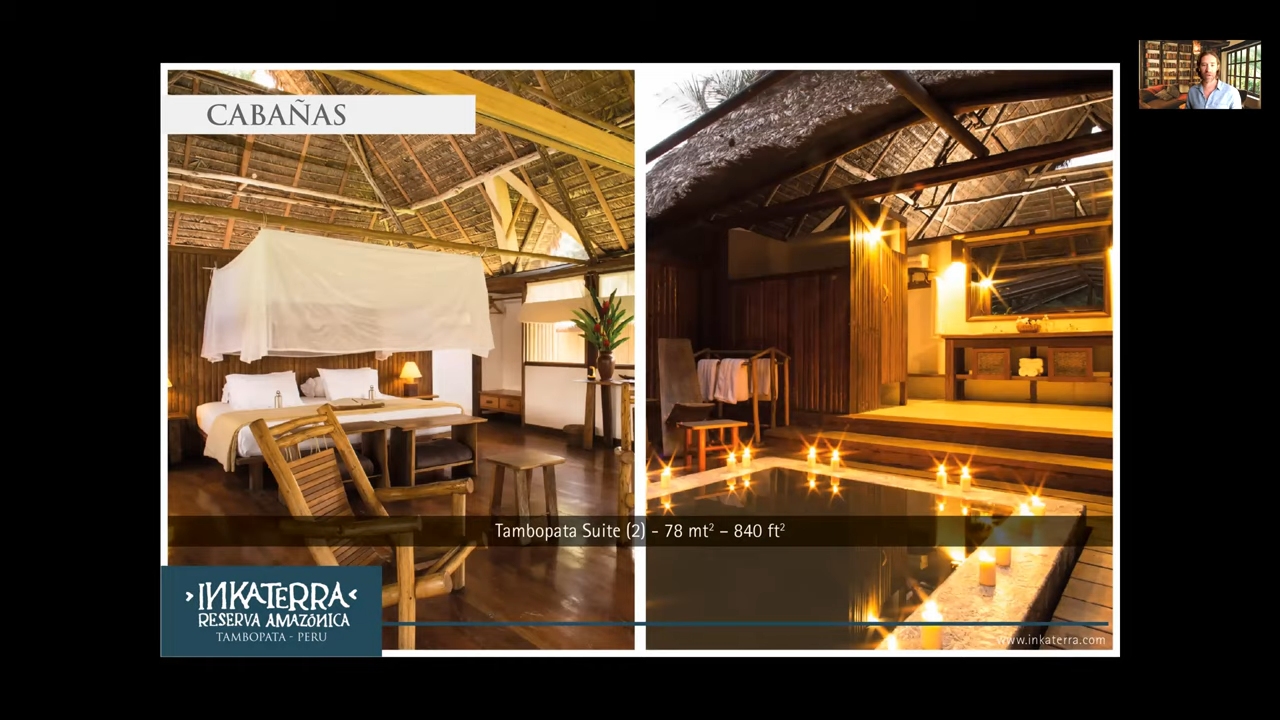 CABAÑAS
Tambopata Suite (2) - 78 mt² – 840 ft²
INKATERRA
RESERVA AMAZÓNICA
TAMBOPATA - PERU
www.inkaterra.com